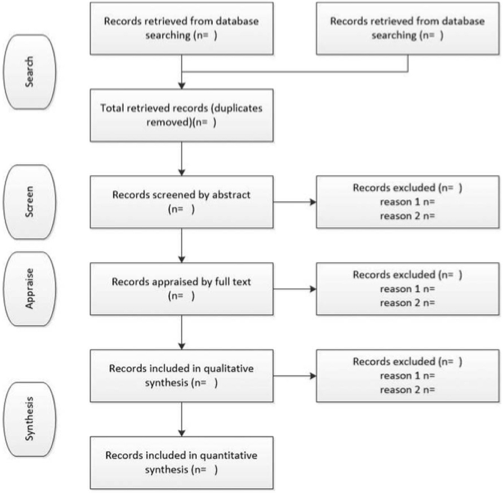 Search
Records retrieved from database
searching (n=  )
Records retrieved from database
searching (n=  )
Total retrieved records (duplicates
removed)(n=  )
Screen
Records screened by abstract
(n=  )
Records excluded (n=  )
reason 1 n=
reason 2 n=
Appraise
Records appraised by full text
(n=  )
Records excluded (n=  )
reason 1 n=
reason 2 n=
Synthesis
Records included in qualitative
synthesis (n=  )
Records excluded (n=  )
reason 1 n=
reason 2 n=
Records included in quantitative
synthesis (n=  )